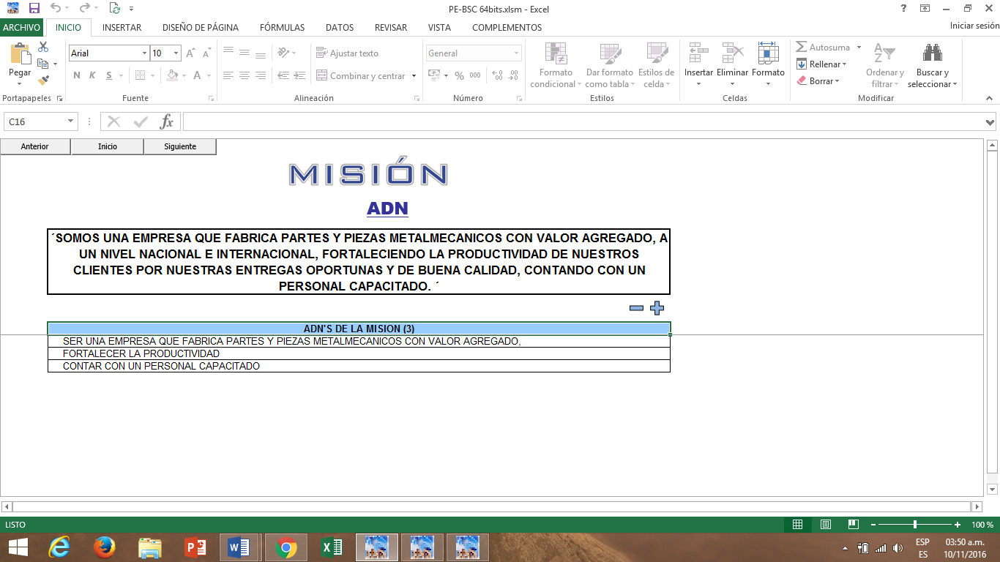 PE-BSC 64bits.xlsm - Excel
ARCHIVO INICIO INSERTAR DISEÑO DE PÁGINA FÓRMULAS DATOS REVISAR VISTA COMPLEMENTOS Iniciar sesión
Pegar
Portapapeles
Arial 10
N K S A
Fuente
Ajustar texto
Combinar y centrar
Alineación
General
% 000
Número
Formato condicional
Dar formato como tabla
Estilos de celda
Estilos
Insertar Eliminar Formato
Celdas
Autosuma
Rellenar
Borrar
Ordenar y filtrar
Buscar y seleccionar
Modificar
C16 fx
Anterior Inicio Siguiente
MISIÓN
ADN
´SOMOS UNA EMPRESA QUE FABRICA PARTES Y PIEZAS METALMECANICOS CON VALOR AGREGADO, A
UN NIVEL NACIONAL E INTERNACIONAL, FORTALECIENDO LA PRODUCTIVIDAD DE NUESTROS
CLIENTES POR NUESTRAS ENTREGAS OPORTUNAS Y DE BUENA CALIDAD, CONTANDO CON UN
PERSONAL CAPACITADO. ´
ADN'S DE LA MISION (3)
SER UNA EMPRESA QUE FABRICA PARTES Y PIEZAS METALMECANICOS CON VALOR AGREGADO,
FORTALECER LA PRODUCTIVIDAD
CONTAR CON UN PERSONAL CAPACITADO
LISTO 100 %
ESP 03:50 a.m.
ES 10/11/2016